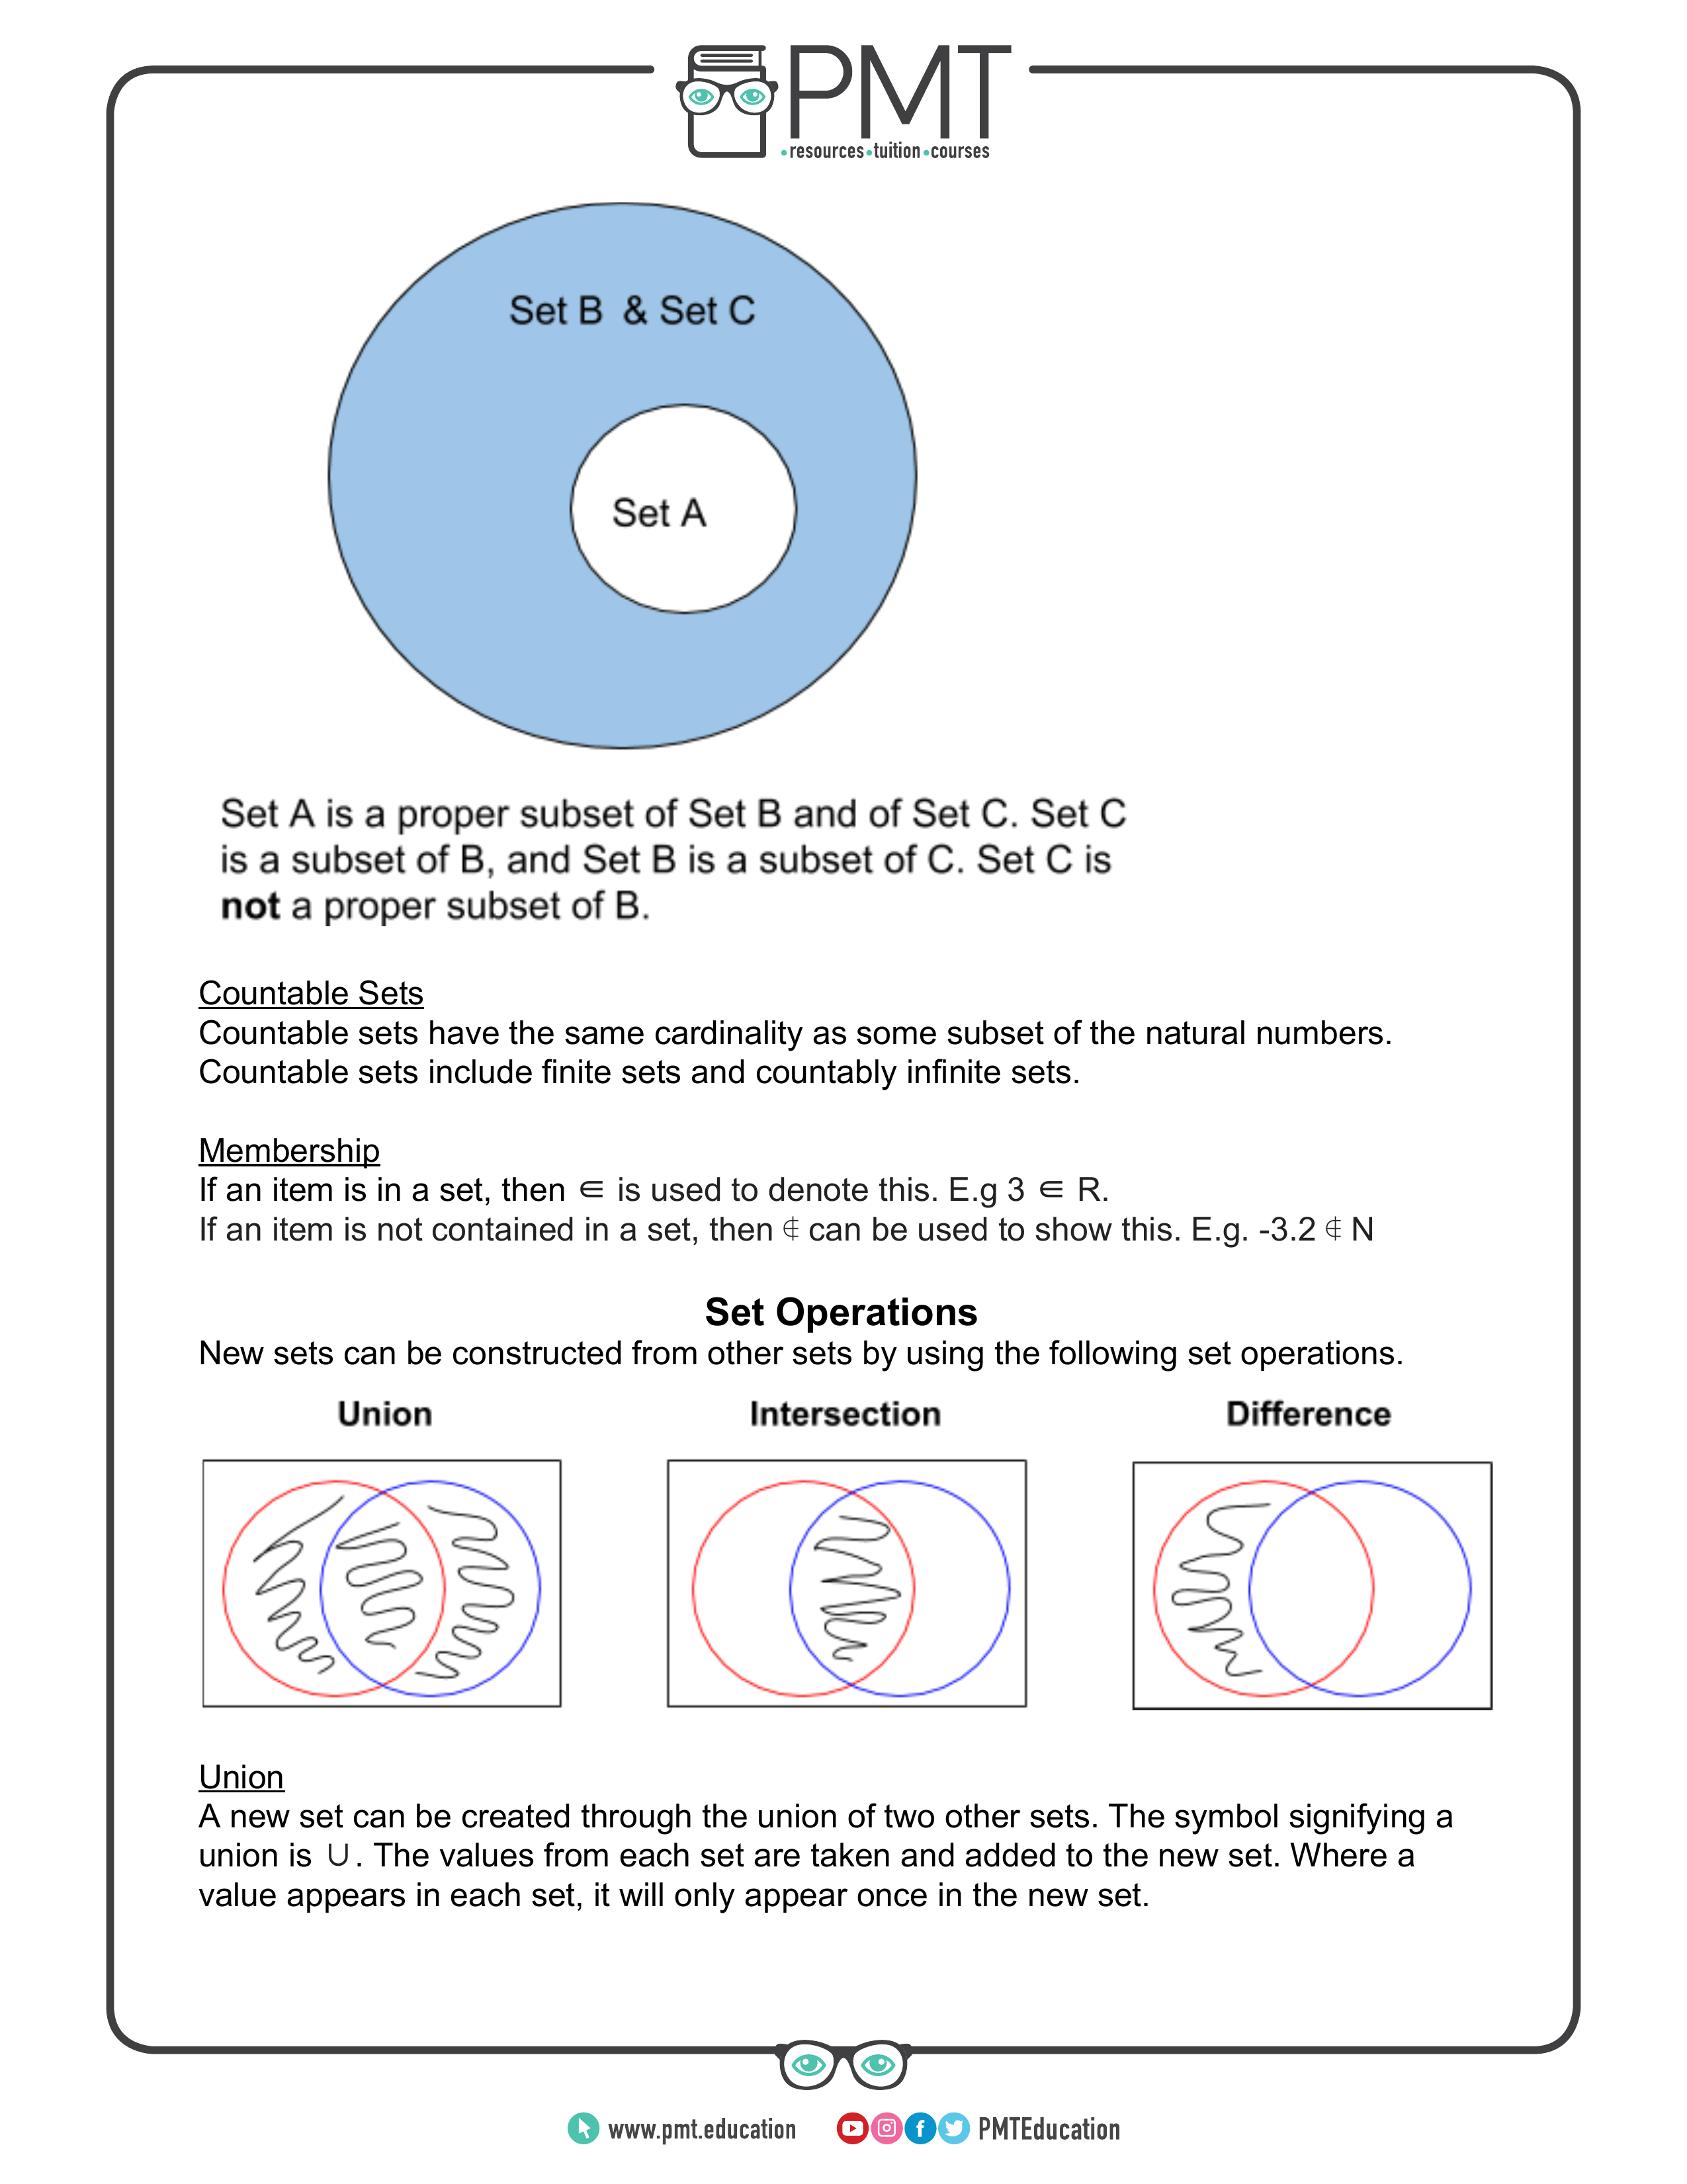 PMT
•resources•tuition•courses
Set B & Set C
Set A
Set A is a proper subset of Set B and of Set C. Set C
is a subset of B, and Set B is a subset of C. Set C is
not a proper subset of B.
Countable Sets
Countable sets have the same cardinality as some subset of the natural numbers.
Countable sets include finite sets and countably infinite sets.
Membership
If an item is in a set, then ∈ is used to denote this. E.g 3 ∈ R.
If an item is not contained in a set, then ∉ can be used to show this. E.g. -3.2 ∉ N
Set Operations
New sets can be constructed from other sets by using the following set operations.
Union Intersection Difference
Union
A new set can be created through the union of two other sets. The symbol signifying a
union is ∪. The values from each set are taken and added to the new set. Where a
value appears in each set, it will only appear once in the new set.
www.pmt.education PMTEducation